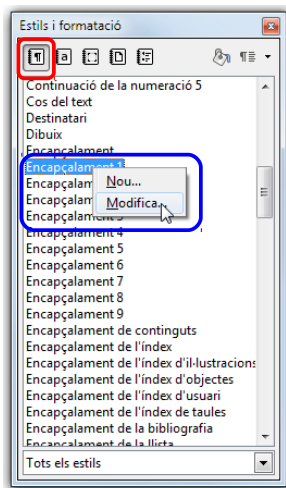 Estils i formatació
Continuació de la numeració 5
Cos del text
Destinatari
Dibuix
Encapçalament
Encapçalament 1
Encapçalam
Nou...
Encapçalam
Modifica...
Encapçalament 3
Encapçalament 4
Encapçalament 5
Encapçalament 6
Encapçalament 7
Encapçalament 8
Encapçalament 9
Encapçalament de continguts
Encapçalament de l'índex
Encapçalament de l'índex d'il·lustracions
Encapçalament de l'índex d'objectes
Encapçalament de l'índex d'usuari
Encapçalament de l'índex de taules
Encapçalament de la bibliografia
Encapçalament de la llista
Tots els estils